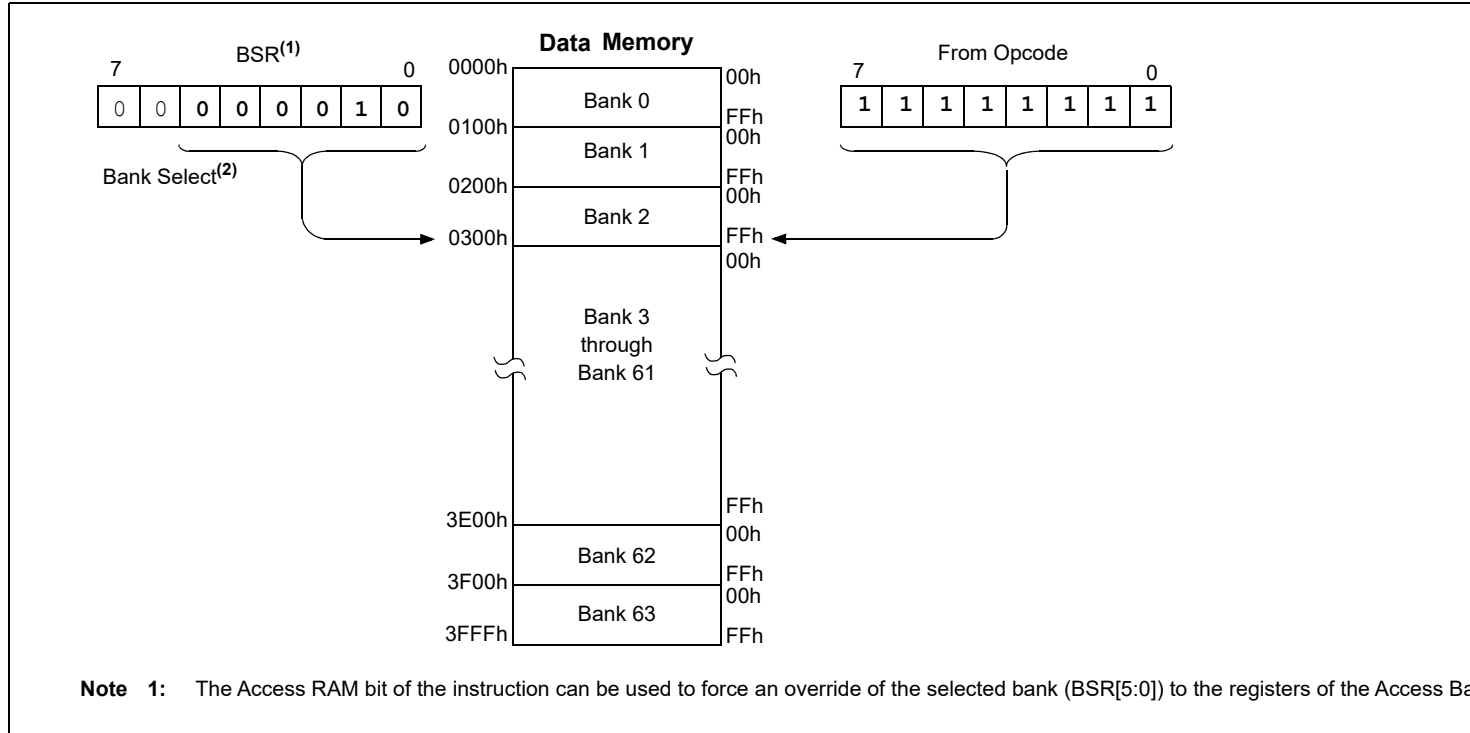 Data Memory
BSR(1)
7 0
0 0 0 0 0 0 1 0
Bank Select(2)
From Opcode
7 0
1 1 1 1 1 1 1 1
0000h
00h
Bank 0
FFh
0100h
00h
Bank 1
FFh
0200h
00h
Bank 2
FFh
0300h
00h
Bank 3
through
Bank 61
FFh
3E00h
00h
Bank 62
FFh
3F00h
00h
Bank 63
3FFFh
FFh
Note 1: The Access RAM bit of the instruction can be used to force an override of the selected bank (BSR[5:0]) to the registers of the Access Ba